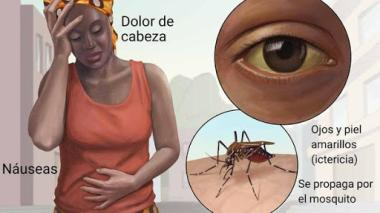 Dolor de
cabeza
Náuseas
Ojos y piel
amarillos
(ictericia)
Se propaga por
el mosquito